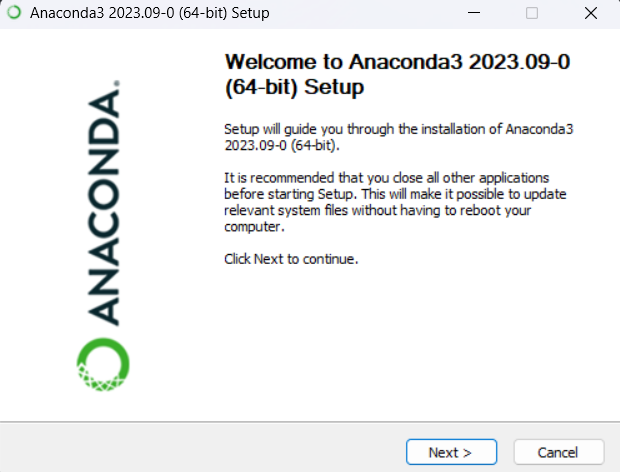 Anaconda3 2023.09-0 (64-bit) Setup
Welcome to Anaconda3 2023.09-0
(64-bit) Setup
Setup will guide you through the installation of Anaconda3
2023.09-0 (64-bit).
It is recommended that you close all other applications
before starting Setup. This will make it possible to update
relevant system files without having to reboot your
computer.
Click Next to continue.
ANACONDA.
Next >
Cancel